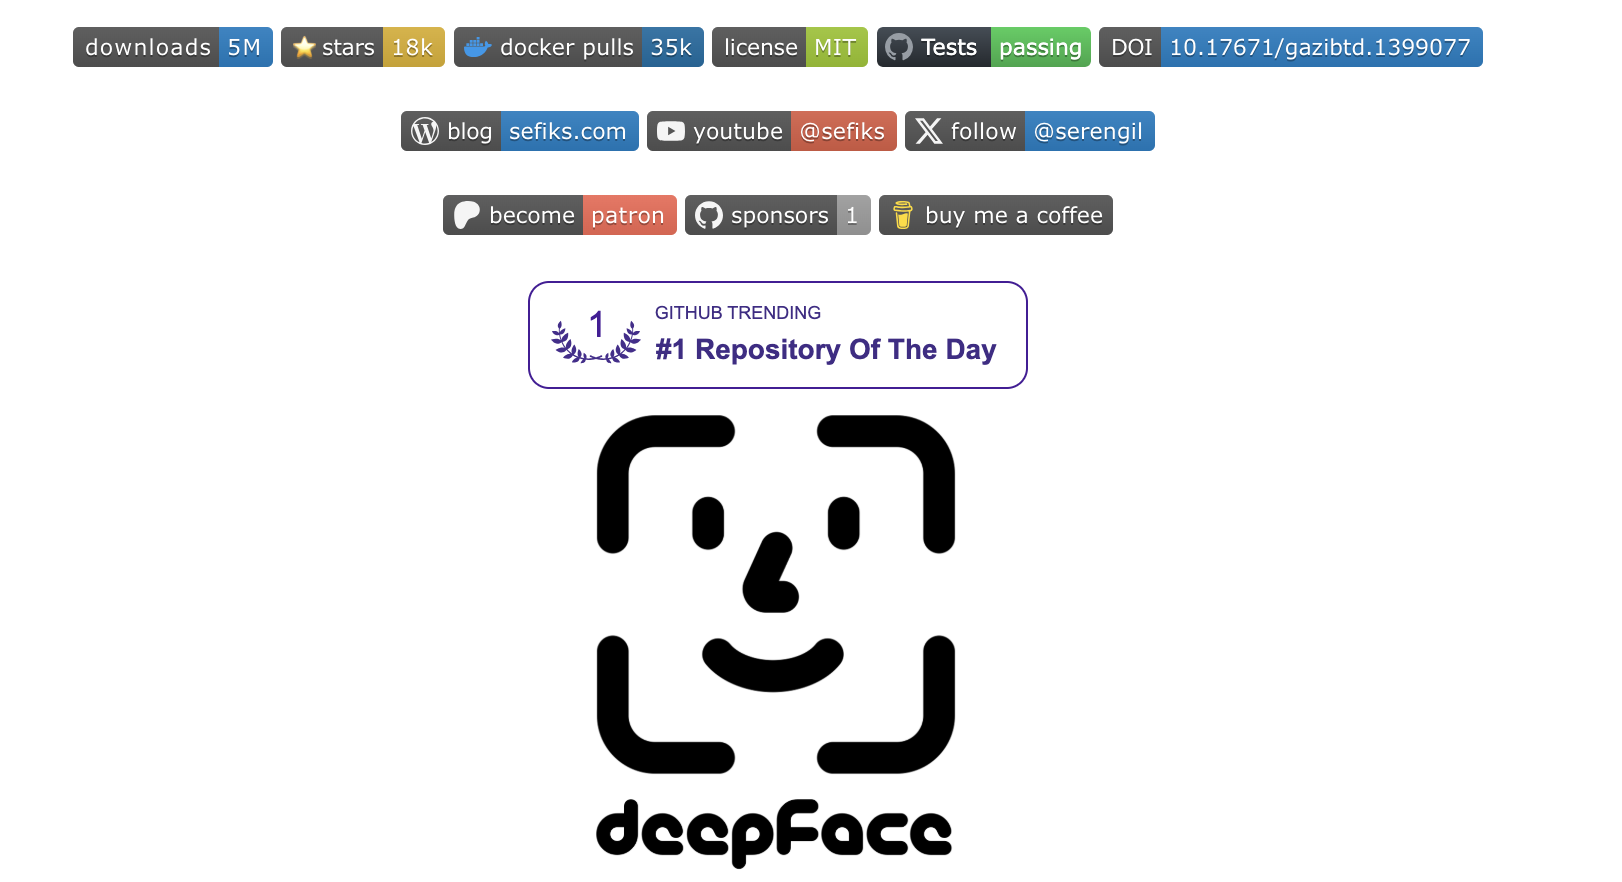 downloads 5M stars 18k docker pulls 35k license MIT Tests passing DOI 10.17671/gazibtd.1399077
blog sefiks.com youtube @sefiks follow @serengil
become patron sponsors 1 buy me a coffee
1
GITHUB TRENDING
#1 Repository Of The Day
deepFace